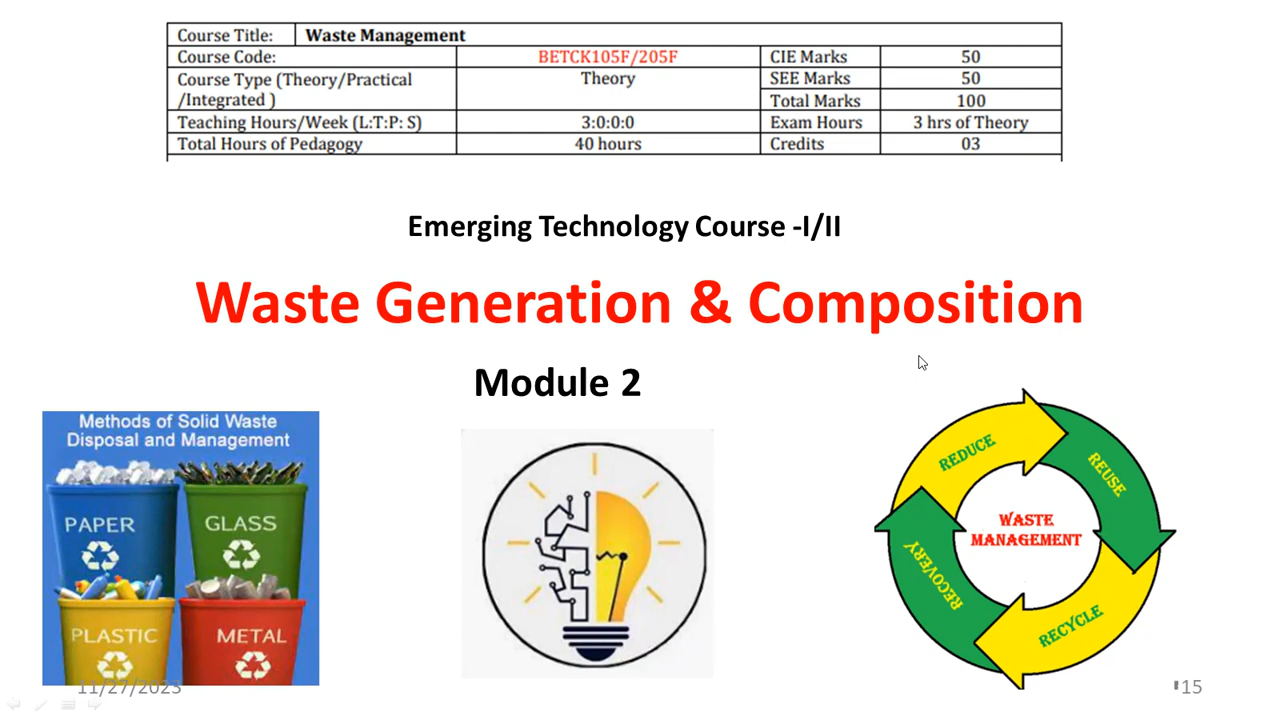 Course Title: Waste Management
Course Code: BETCK105F/205F CIE Marks 50
Course Type (Theory/Practical /Integrated ) Theory SEE Marks 50
Total Marks 100
Teaching Hours/Week (L:T:P: S) 3:0:0:0 Exam Hours 3 hrs of Theory
Total Hours of Pedagogy 40 hours Credits 03
Emerging Technology Course -I/II
Waste Generation & Composition
Module 2
Methods of Solid Waste
Disposal and Management
PAPER GLASS
PLASTIC METAL
REDUCE
REUSE
WASTE
MANAGEMENT
RECOVERY
RECYCLE
11/27/2023
15